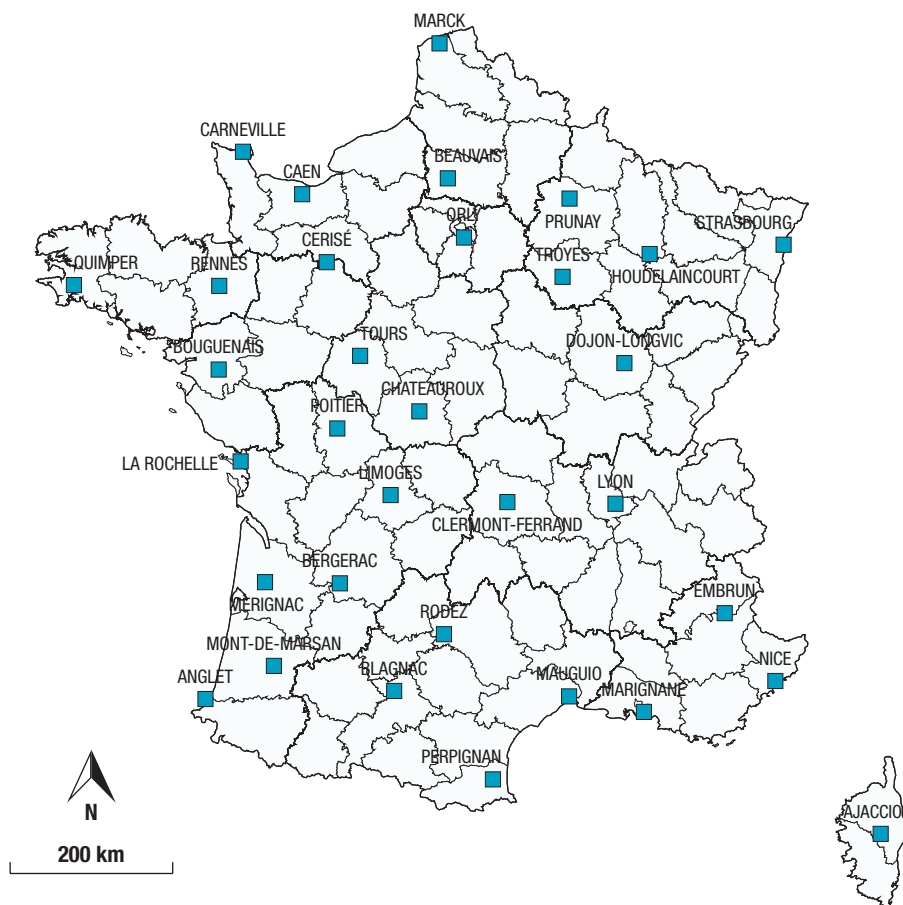 MARCK
CARNEVILLE
CAEN
BEAUVAIS
PRUNAY
ORLY
STRASBOURG
CERISÉ
TROYES
QUIMPER
RENNES
HOUDELAINCOURT
TOURS
DOJON-LONGVIC
BOUGUENAIS
CHATEAUROUX
POITIER
LA ROCHELLE
LIMOGES
LYON
CLERMONT-FERRAND
BERGERAC
EMBRUN
MERIGNAC
RODEZ
MONT-DE-MARSAN
BLAGNAC
MAUGUIO
NICE
ANGLET
MARIGNANE
PERPIGNAN
N
AJACCIO
200 km